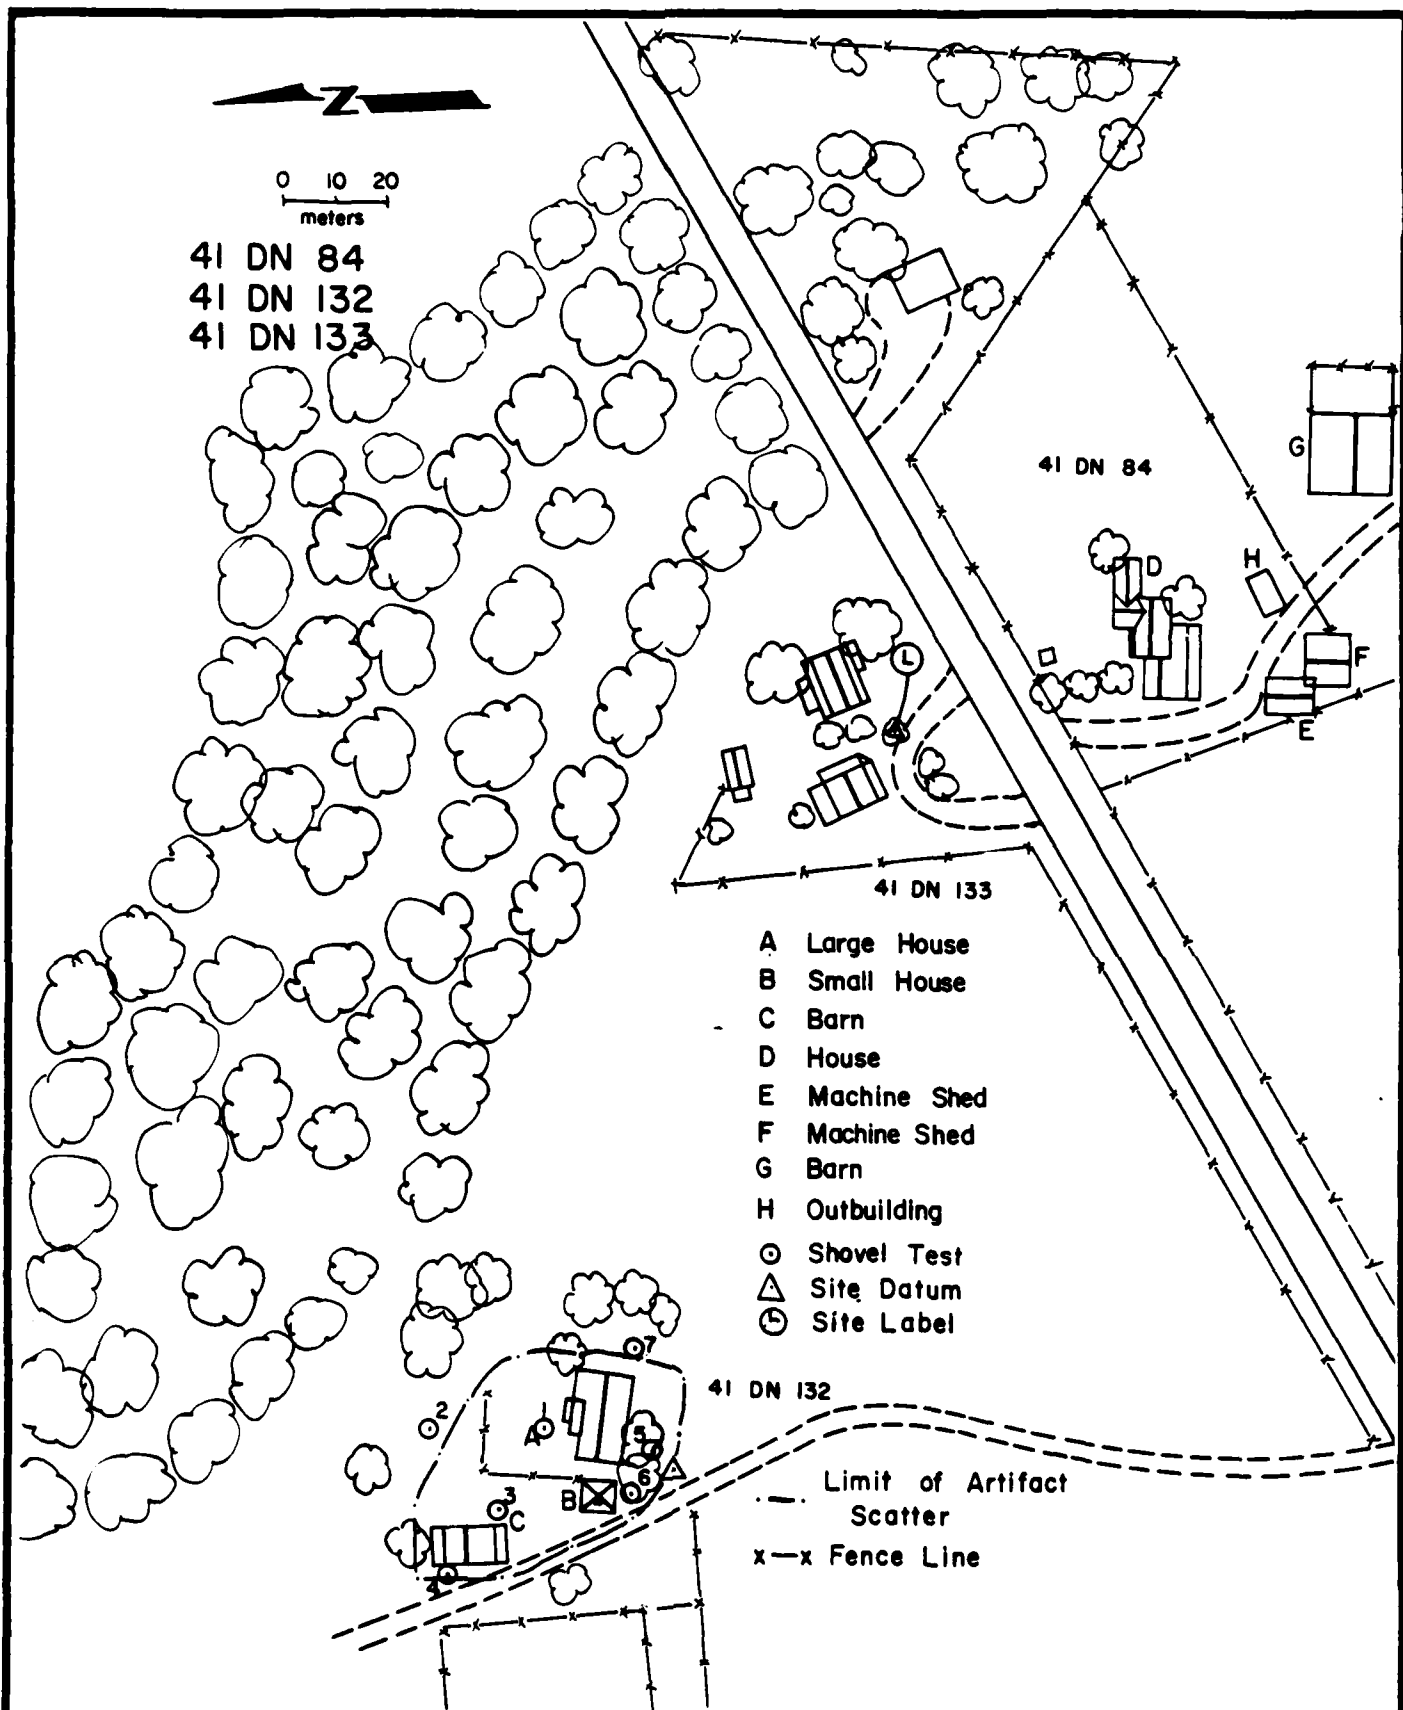 Z
0 10 20
meters
41 DN 84
41 DN 132
41 DN 133
G
41 DN 84
H
D
L
F
E
41 DN 133
A Large House
B Small House
C Barn
D House
E Machine Shed
F Machine Shed
G Barn
H Outbuilding
Shovel Test
Site Datum
Site Label
7
41 DN 132
2
1
A
5
6
B
3
C
4
Limit of Artifact
Scatter
x—x Fence Line